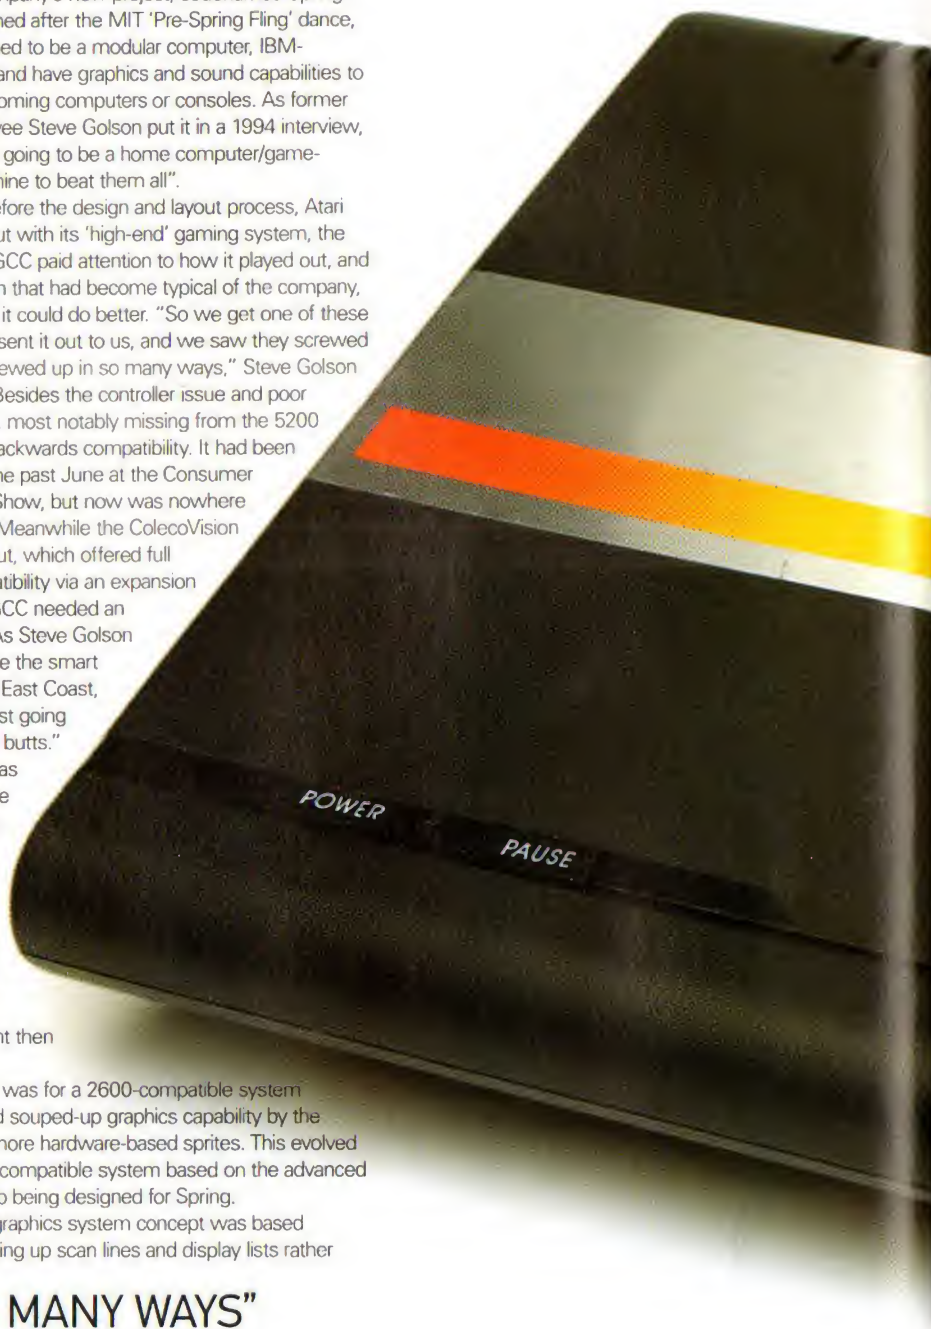 ned after the MIT 'Pre-Spring Fling' dance,
ed to be a modular computer, IBM-
and have graphics and sound capabilities to
oming computers or consoles. As former
ee Steve Golson put it in a 1994 interview,
going to be a home computer/game-
nine to beat them all".
efore the design and layout process, Atari
ut with its 'high-end' gaming system, the
GCC paid attention to how it played out, and
n that had become typical of the company,
it could do better. "So we get one of these
sent it out to us, and we saw they screwed
ewed up in so many ways," Steve Golson
Besides the controller issue and poor
most notably missing from the 5200
ackwards compatibility. It had been
ne past June at the Consumer
Show, but now was nowhere
Meanwhile the ColecoVision
ut, which offered full
atibility via an expansion
GCC needed an
As Steve Golson
e the smart
East Coast,
st going
butts."
as
e
nt then
was for a 2600-compatible system
d souped-up graphics capability by the
more hardware-based sprites. This evolved
compatible system based on the advanced
p being designed for Spring.
graphics system concept was based
ing up scan lines and display lists rather
MANY WAYS"
POWER
PAUSE